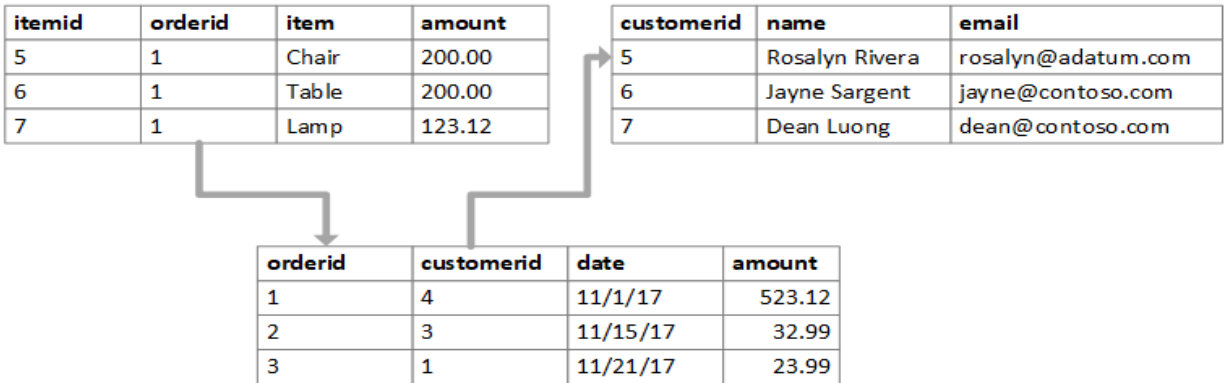 itemid orderid item amount
5 1 Chair 200.00
6 1 Table 200.00
7 1 Lamp 123.12
customerid name email
5 Rosalyn Rivera rosalyn@adatum.com
6 Jayne Sargent jayne@contoso.com
7 Dean Luong dean@contoso.com
orderid customerid date amount
1 4 11/1/17 523.12
2 3 11/15/17 32.99
3 1 11/21/17 23.99